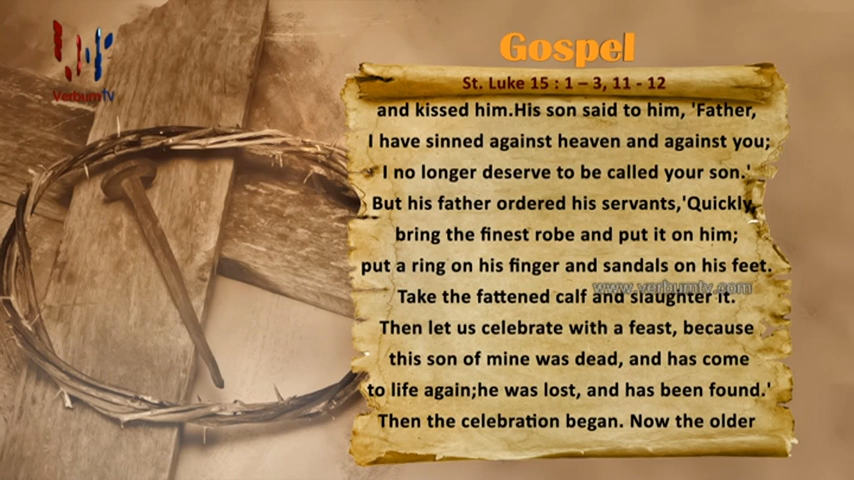 VerbumTV
Gospel
St. Luke 15 : 1 – 3, 11 - 12
and kissed him.His son said to him, 'Father,
I have sinned against heaven and against you;
I no longer deserve to be called your son.'
But his father ordered his servants,'Quickly,
bring the finest robe and put it on him;
put a ring on his finger and sandals on his feet.
www.verbumtv.com
Take the fattened calf and slaughter it.
Then let us celebrate with a feast, because
this son of mine was dead, and has come
to life again;he was lost, and has been found.'
Then the celebration began. Now the older